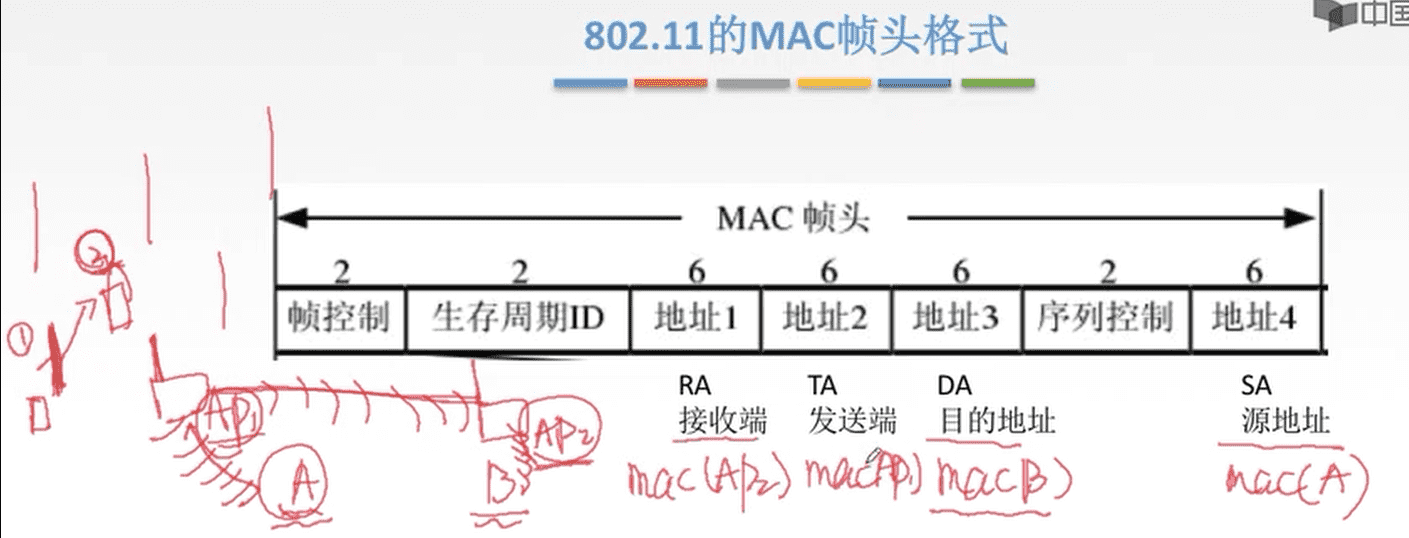 中国
802.11的MAC帧头格式
MAC 帧头
2 2 6 6 6 2 6
帧控制 生存周期ID 地址1 地址2 地址3 序列控制 地址4
RA TA DA SA
接收端 发送端 目的地址 源地址
mac(AP2) mac(AP1) mac(B) mac(A)
②
①
AP1
AP2
A
B